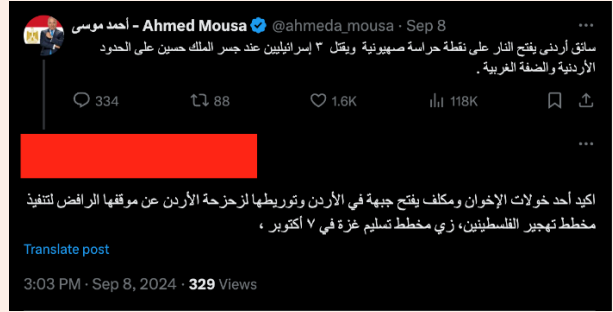 أحمد موسى - Ahmed Mousa @ahmeda_mousa · Sep 8
سائق أردنى يفتح النار على نقطة حراسة صهيونية ويقتل ٣ إسرائيليين عند جسر الملك حسين على الحدود
الأردنية والضفة الغربية .
334 88 1.6K 118K
اكيد أحد خولات الإخوان ومكلف يفتح جبهة في الأردن وتوريطها لزحزحة الأردن عن موقفها الرافض لتنفيذ
مخطط تهجير الفلسطينين، زي مخطط تسليم غزة في ٧ أكتوبر ،
Translate post
3:03 PM · Sep 8, 2024 · 329 Views